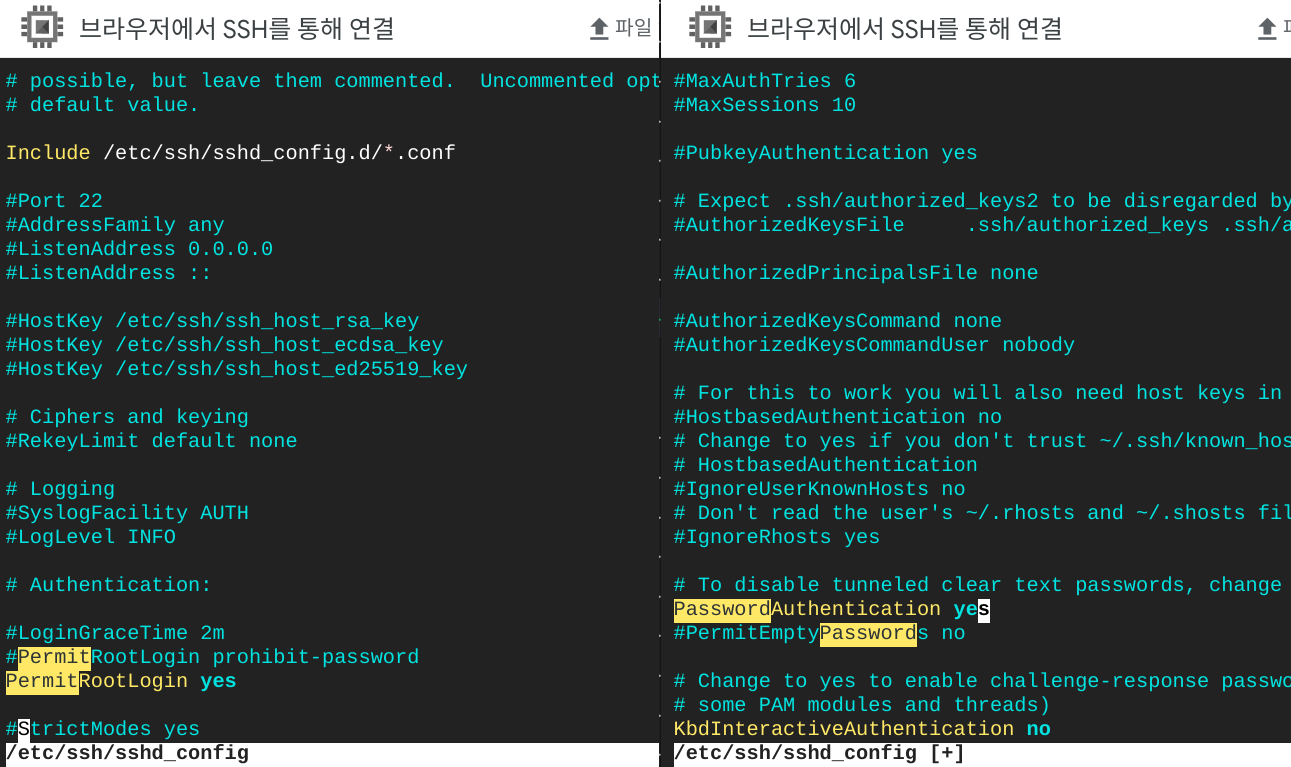 브라우저에서 SSH를 통해 연결
파일
# possible, but leave them commented.  Uncommented opt
# default value.
Include /etc/ssh/sshd_config.d/*.conf
#Port 22
#AddressFamily any
#ListenAddress 0.0.0.0
#ListenAddress ::
#HostKey /etc/ssh/ssh_host_rsa_key
#HostKey /etc/ssh/ssh_host_ecdsa_key
#HostKey /etc/ssh/ssh_host_ed25519_key
# Ciphers and keying
#RekeyLimit default none
# Logging
#SyslogFacility AUTH
#LogLevel INFO
# Authentication:
#LoginGraceTime 2m
#PermitRootLogin prohibit-password
PermitRootLogin yes
#StrictModes yes
/etc/ssh/sshd_config
브라우저에서 SSH를 통해 연결
#MaxAuthTries 6
#MaxSessions 10
#PubkeyAuthentication yes
# Expect .ssh/authorized_keys2 to be disregarded by
#AuthorizedKeysFile     .ssh/authorized_keys .ssh/a
#AuthorizedPrincipalsFile none
#AuthorizedKeysCommand none
#AuthorizedKeysCommandUser nobody
# For this to work you will also need host keys in
#HostbasedAuthentication no
# Change to yes if you don't trust ~/.ssh/known_hos
# HostbasedAuthentication
#IgnoreUserKnownHosts no
# Don't read the user's ~/.rhosts and ~/.shosts fil
#IgnoreRhosts yes
# To disable tunneled clear text passwords, change
PasswordAuthentication yes
#PermitEmptyPasswords no
# Change to yes to enable challenge-response passwo
# some PAM modules and threads)
KbdInteractiveAuthentication no
/etc/ssh/sshd_config [+]